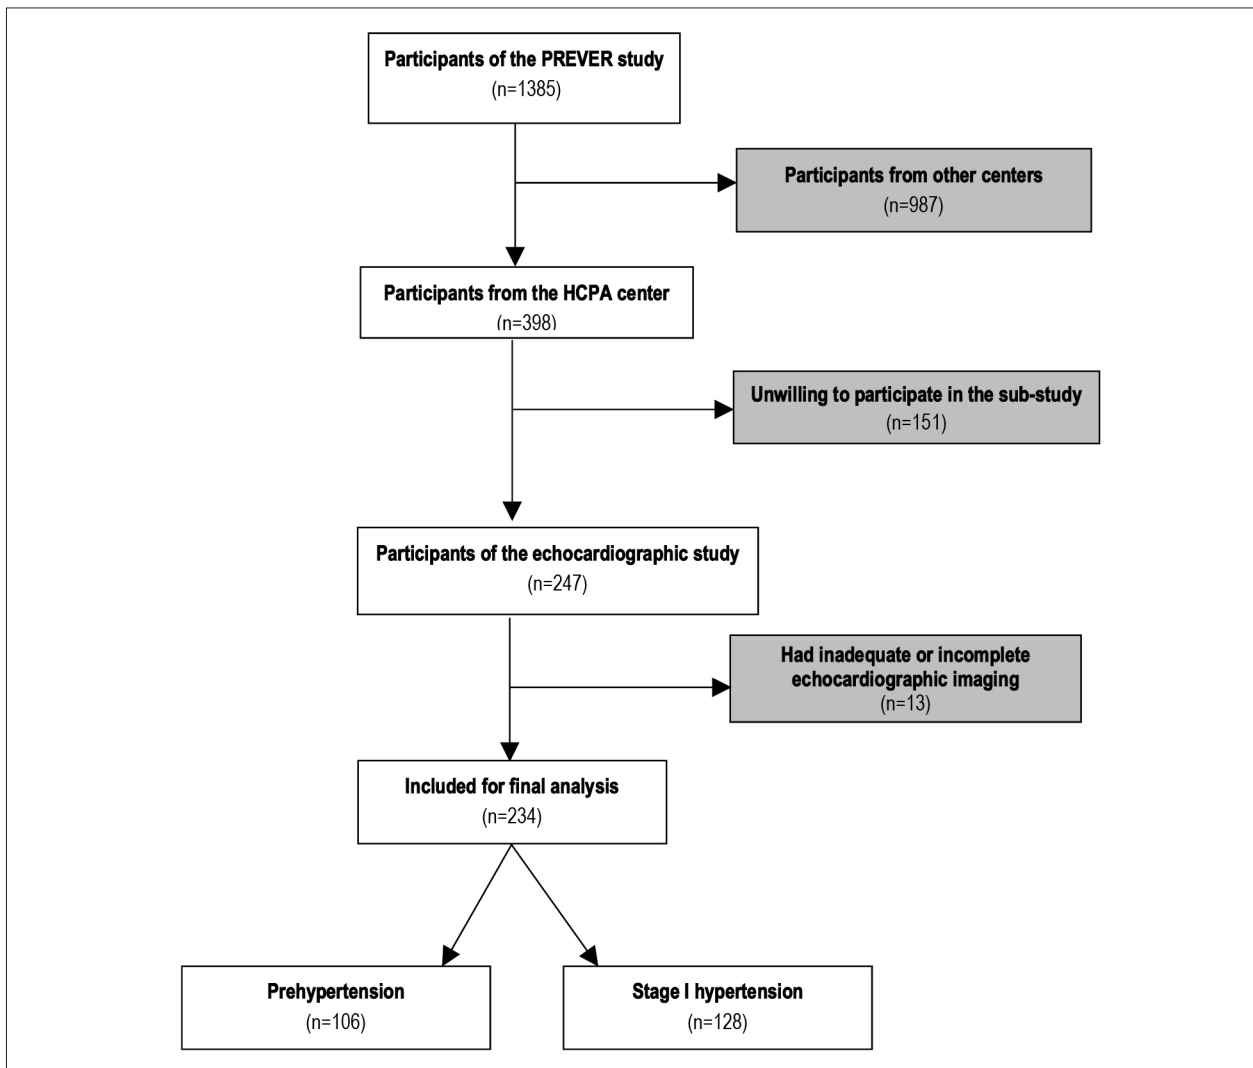 Participants of the PREVER study
(n=1385)
Participants from other centers
(n=987)
Participants from the HCPA center
(n=398)
Unwilling to participate in the sub-study
(n=151)
Participants of the echocardiographic study
(n=247)
Had inadequate or incomplete
echocardiographic imaging
(n=13)
Included for final analysis
(n=234)
Prehypertension
(n=106)
Stage I hypertension
(n=128)